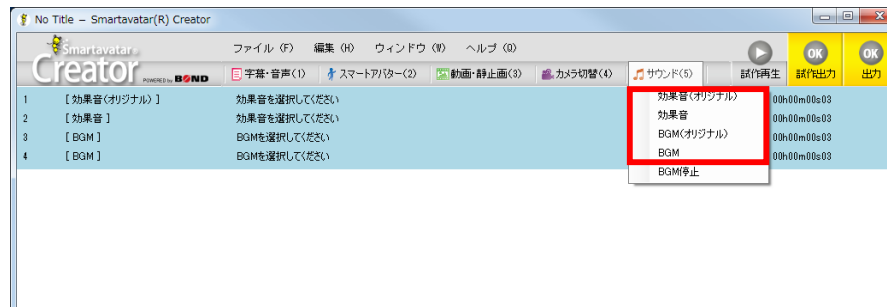 No Title – Smartavatar(R) Creator
Smartavatar
Creator POWERED by BOND
ファイル (F) 編集 (H) ウィンドウ (W) ヘルプ (Q)
字幕・音声(1) スマートアバター(2) 動画・静止画(3) カメラ切替(4) サウンド(5) 試作再生 OK 試作出力 OK 出力
1 [ 効果音(オリジナル) ] 効果音を選択してください 00h00m00s03
2 [ 効果音 ] 効果音を選択してください 00h00m00s03
3 [ BGM ] BGMを選択してください 00h00m00s03
4 [ BGM ] BGMを選択してください 00h00m00s03
効果音(オリジナル)
効果音
BGM(オリジナル)
BGM
BGM停止